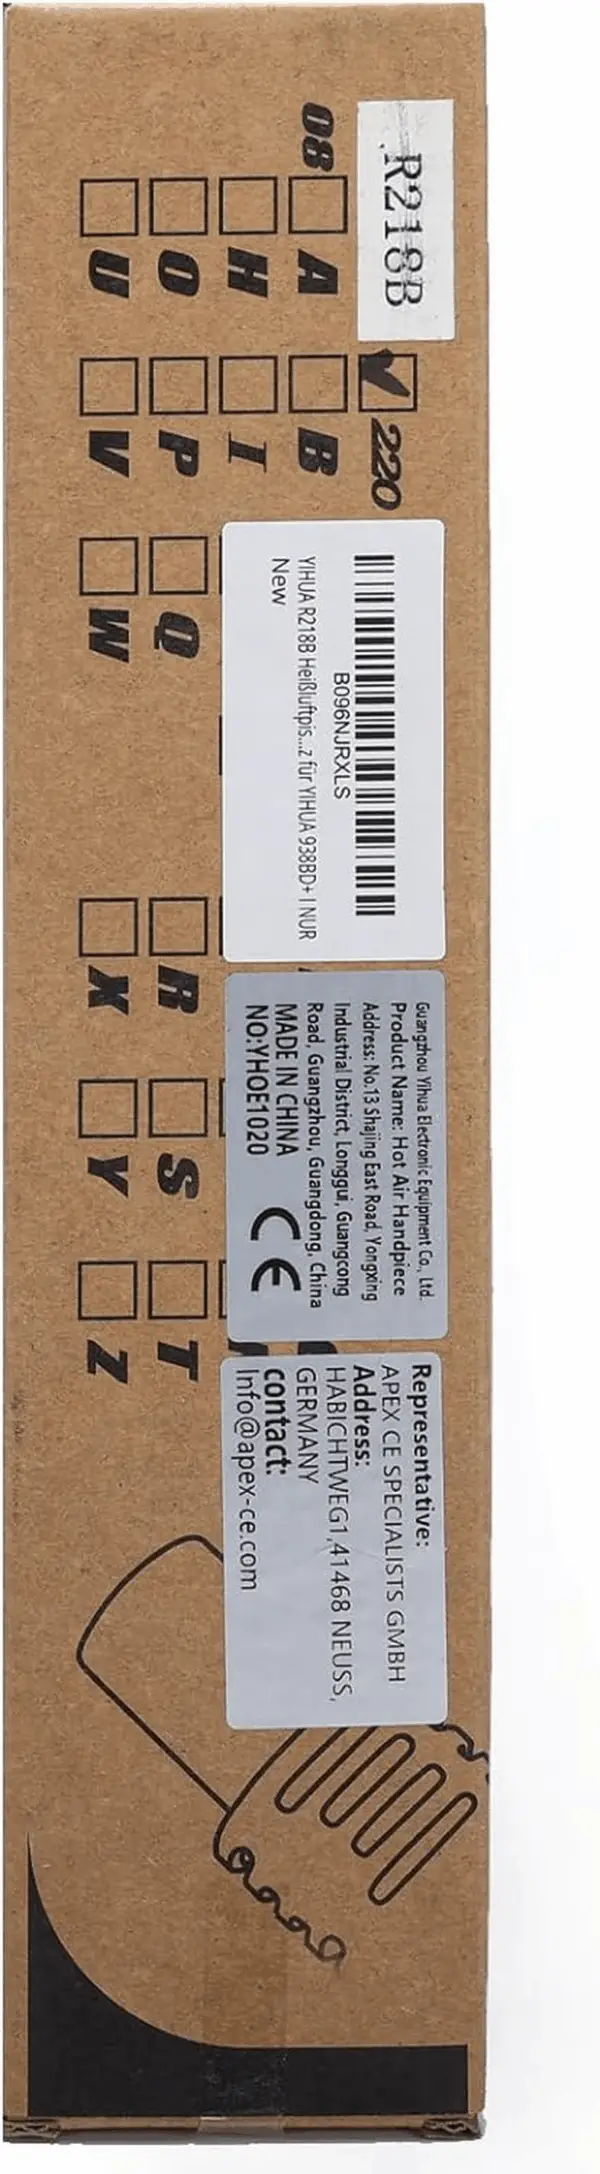 R218B
220
08
A
B
H
I
O
P
Q
R
S
T
U
V
W
X
Y
Z
B096NJRXLS
YIHUA R218B Heißluftpis...z für YIHUA 938BD+ I NUR
New
Guangzhou Yihua Electronic Equipment Co., Ltd.
Product Name: Hot Air Handpiece
Address: No.13 Shajing East Road, Yongxing
Industrial District, Longgui, Guangcong
Road, Guangzhou, Guangdong, China
MADE IN CHINA
NO:YHOE1020
CE
Representative:
APEX CE SPECIALISTS GMBH
Address:
HABICHTWEG1,41468 NEUSS,
GERMANY
contact:
Info@apex-ce.com